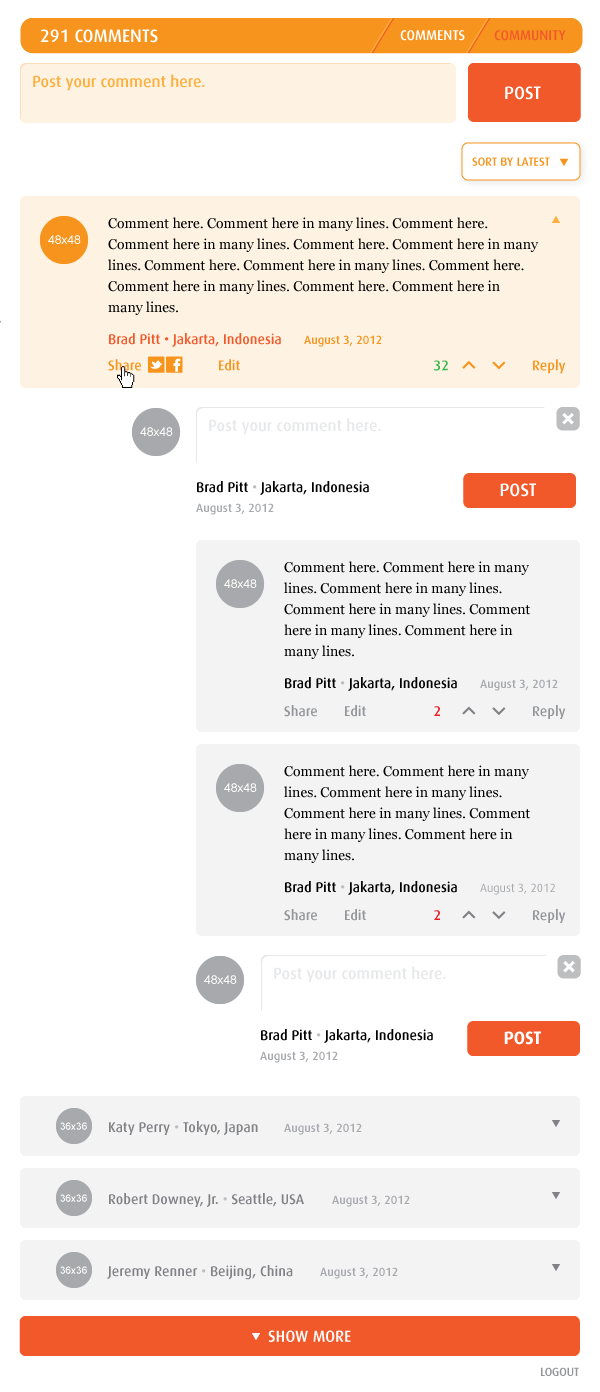 291 COMMENTS COMMENTS COMMUNITY
Post your comment here. POST
SORT BY LATEST ▼
48x48
Comment here. Comment here in many lines. Comment here.
Comment here in many lines. Comment here. Comment here in many
lines. Comment here. Comment here in many lines. Comment here.
Comment here in many lines. Comment here. Comment here in
many lines.
Brad Pitt • Jakarta, Indonesia August 3, 2012
Share Edit 32 Reply
48x48 Post your comment here.
Brad Pitt • Jakarta, Indonesia POST
August 3, 2012
48x48
Comment here. Comment here in many
lines. Comment here in many lines.
Comment here in many lines. Comment
here in many lines. Comment here in
many lines.
Brad Pitt • Jakarta, Indonesia August 3, 2012
Share Edit 2 Reply
48x48
Comment here. Comment here in many
lines. Comment here in many lines.
Comment here in many lines. Comment
here in many lines. Comment here in
many lines.
Brad Pitt • Jakarta, Indonesia August 3, 2012
Share Edit 2 Reply
48x48 Post your comment here.
Brad Pitt • Jakarta, Indonesia POST
August 3, 2012
36x36 Katy Perry • Tokyo, Japan August 3, 2012
36x36 Robert Downey, Jr. • Seattle, USA August 3, 2012
36x36 Jeremy Renner • Beijing, China August 3, 2012
▼ SHOW MORE
LOGOUT